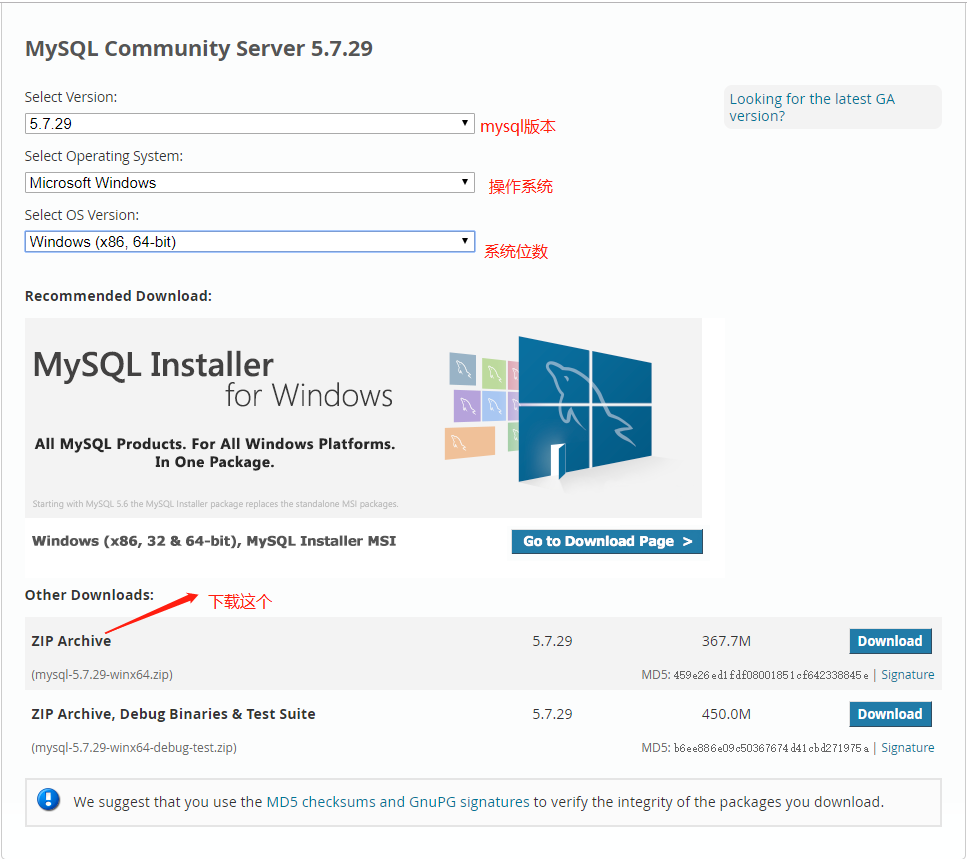 MySQL Community Server 5.7.29
Select Version:
Looking for the latest GA
version?
5.7.29
mysql版本
Select Operating System:
Microsoft Windows
操作系统
Select OS Version:
Windows (x86, 64-bit)
系统位数
Recommended Download:
MySQL Installer
for Windows
All MySQL Products. For All Windows Platforms.
In One Package.
Starting with MySQL 5.6 the MySQL Installer package replaces the standalone MSI packages.
Windows (x86, 32 & 64-bit), MySQL Installer MSI
Go to Download Page >
Other Downloads:
下载这个
ZIP Archive 5.7.29 367.7M Download
(mysql-5.7.29-winx64.zip) MD5: 459e26ed1fdf08001851cf642338845e | Signature
ZIP Archive, Debug Binaries & Test Suite 5.7.29 450.0M Download
(mysql-5.7.29-winx64-debug-test.zip) MD5: b6ee886e09c50367674d41cbd271975a | Signature
We suggest that you use the MD5 checksums and GnuPG signatures to verify the integrity of the packages you download.